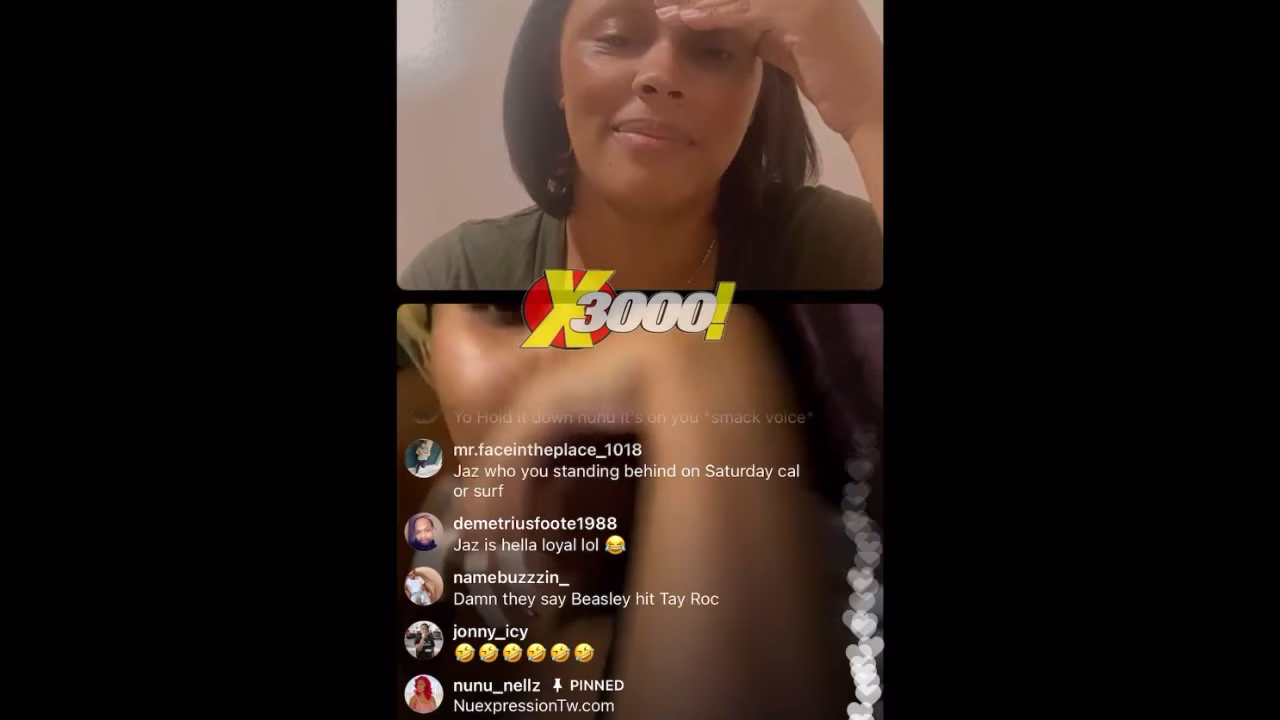 X3000!
Yo Hold it down nunu it's on you *smack voice*
mr.faceintheplace_1018
Jaz who you standing behind on Saturday cal
or surf
demetriusfoote1988
Jaz is hella loyal lol 😂
namebuzzzin_
Damn they say Beasley hit Tay Roc
jonny_icy
🤣🤣🤣🤣🤣🤣
nunu_nellz PINNED
NuexpressionTw.com